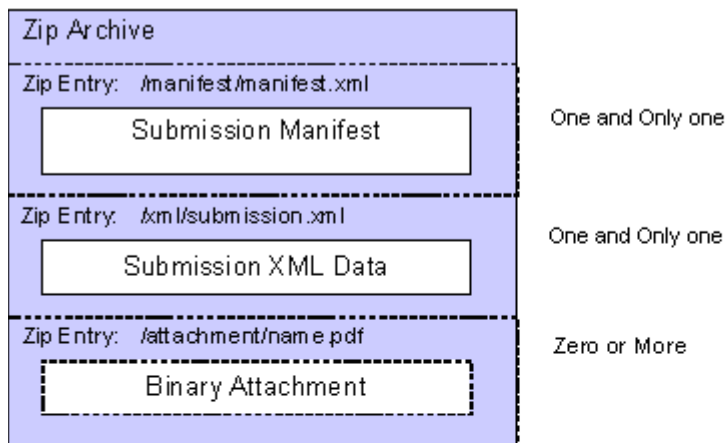 Zip Archive
Zip Entry: /manifest/manifest.xml
Submission Manifest
One and Only one
Zip Entry: /xml/submission.xml
Submission XML Data
One and Only one
Zip Entry: /attachment/name.pdf
Binary Attachment
Zero or More